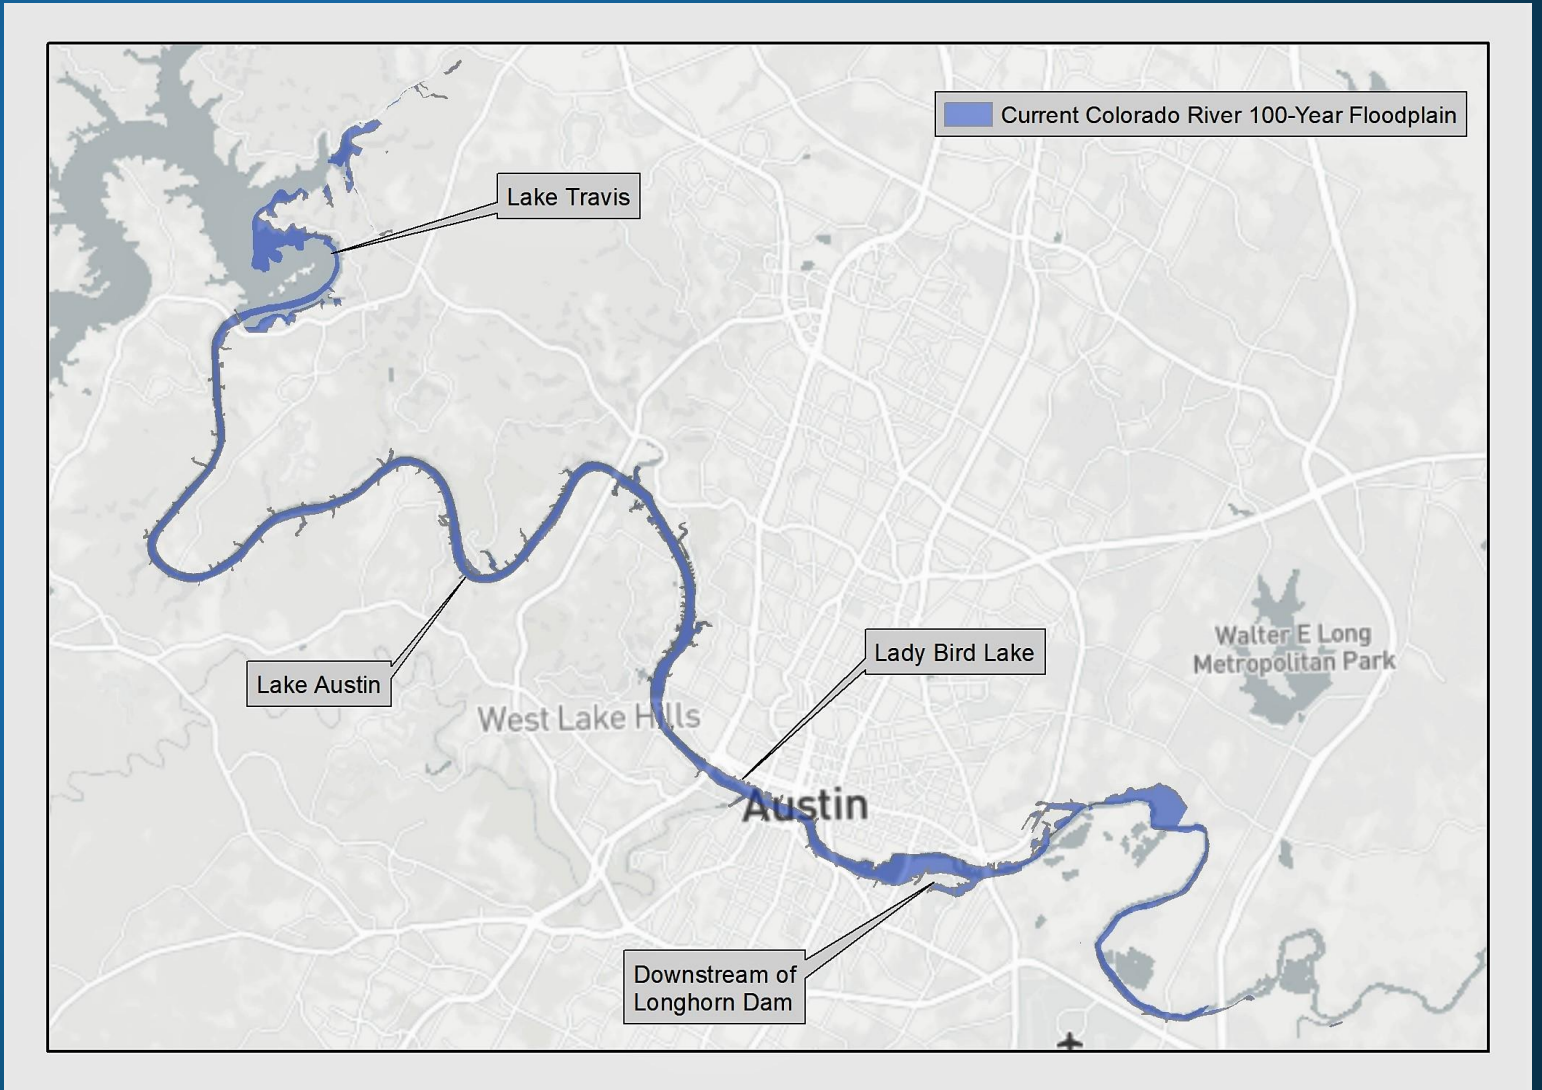 Current Colorado River 100-Year Floodplain
Lake Travis
Walter E Long
Metropolitan Park
Lady Bird Lake
Lake Austin
West Lake Hills
Austin
Downstream of
Longhorn Dam